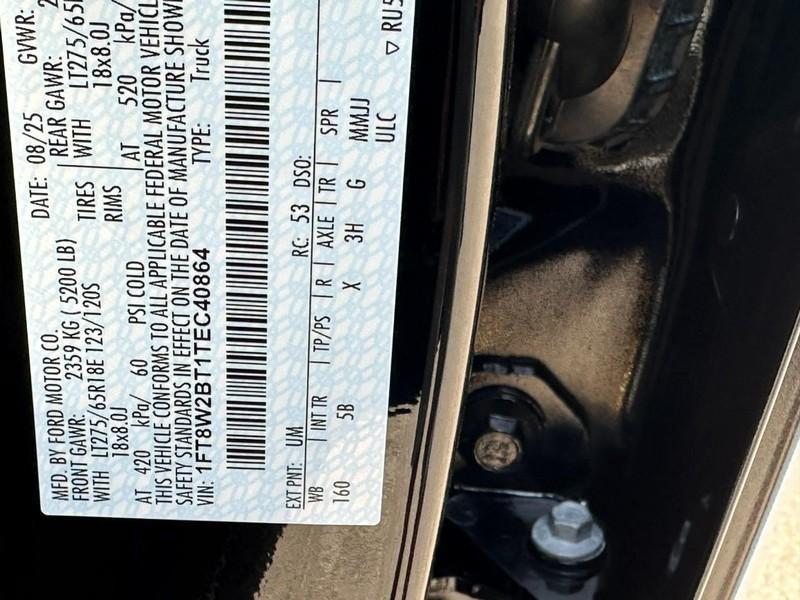 MFD. BY FORD MOTOR CO.
DATE: 08/25 GVWR:
FRONT GAWR: 2359 KG ( 5200 LB)
REAR GAWR: 2
WITH LT275/65R18E 123/120S TIRES
WITH LT275/65
18x8.0J RIMS
18x8.0J
AT 420 kPa/ 60 PSI COLD
AT 520 kPa/
THIS VEHICLE CONFORMS TO ALL APPLICABLE FEDERAL MOTOR VEHICL
SAFETY STANDARDS IN EFFECT ON THE DATE OF MANUFACTURE SHOW
VIN: 1FT8W2BT1TEC40864 TYPE: Truck
EXT PNT: UM RC: 53 DSO:
WB | INT TR | TP/PS | R | AXLE | TR | SPR |
160 5B X 3H G MMJJ
ULC
▽ RU5